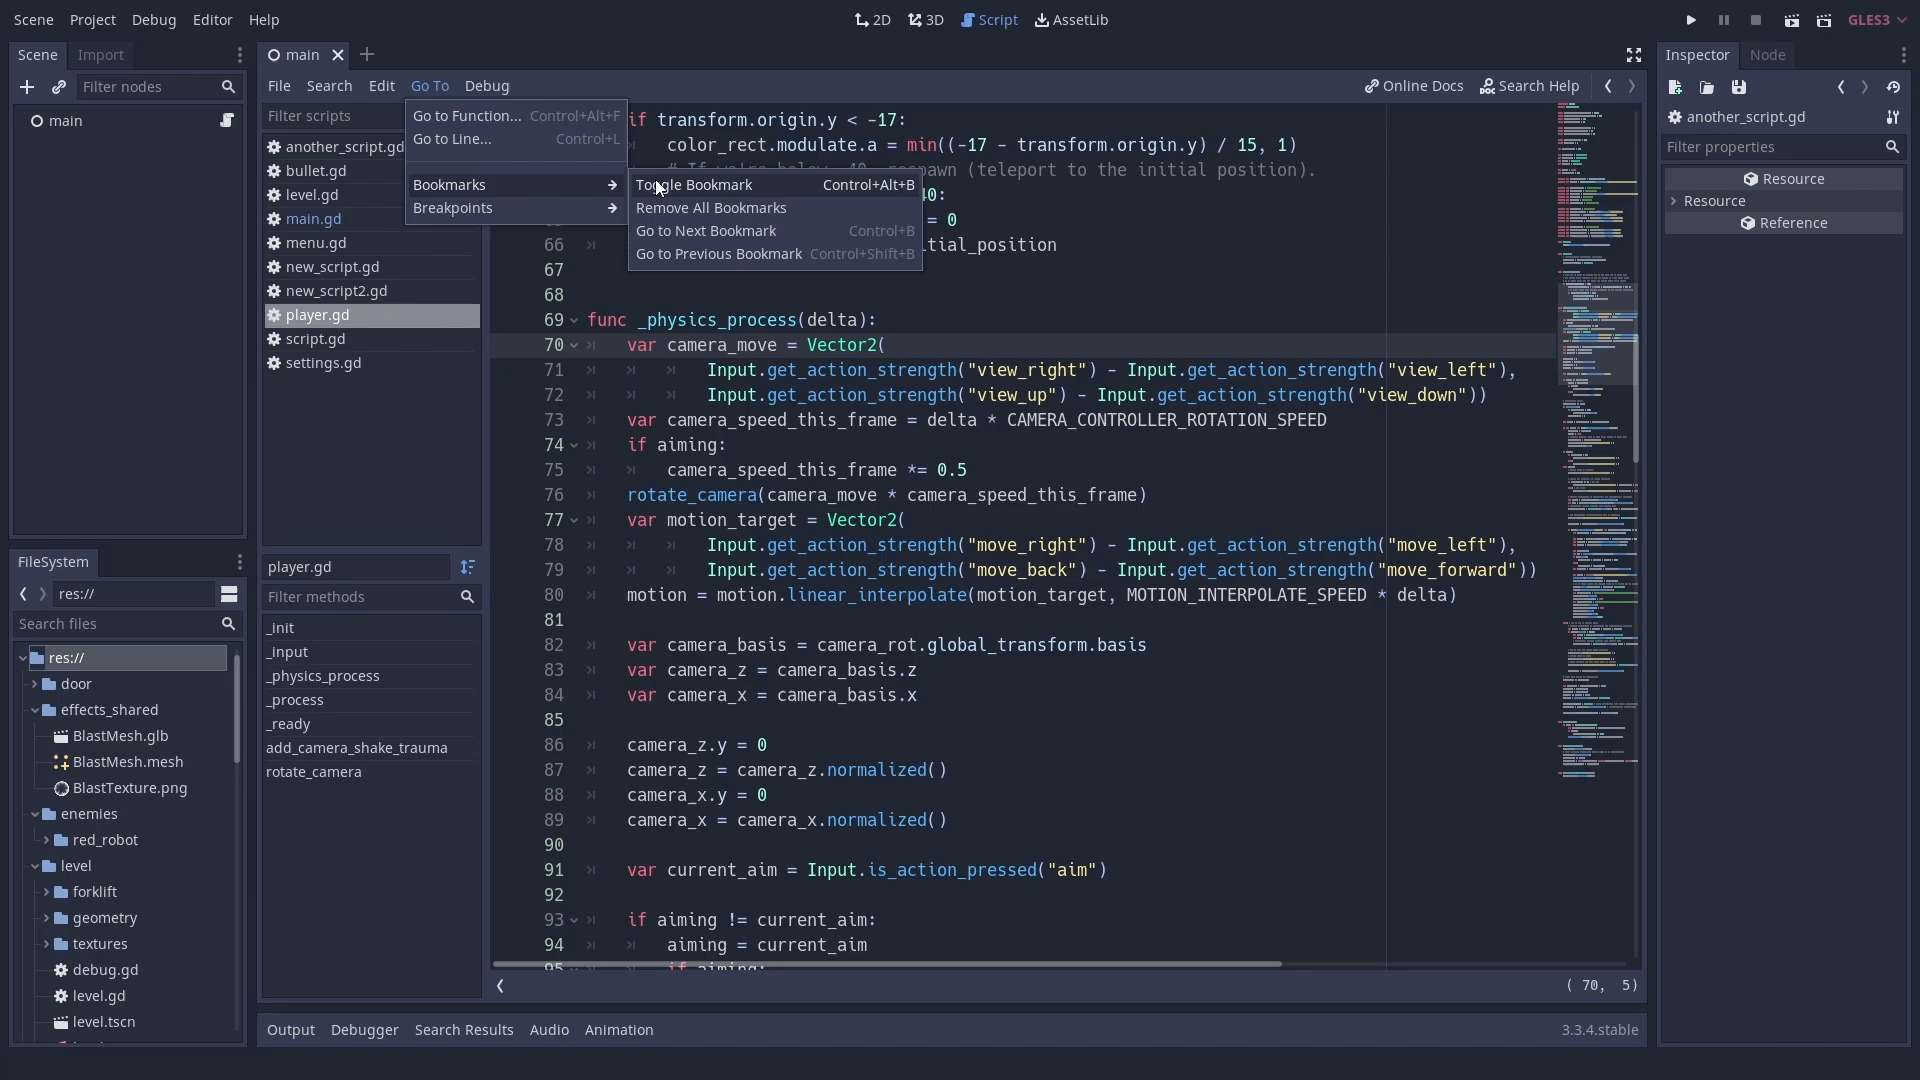 Scene Project Debug Editor Help
2D 3D Script AssetLib
GLES3
Scene Import
main
Inspector Node
Filter nodes
main
File Search Edit Go To Debug
Online Docs Search Help
Filter scripts
another_script.gd
bullet.gd
level.gd
main.gd
menu.gd
new_script.gd
new_script2.gd
player.gd
script.gd
settings.gd
Go to Function... Control+Alt+F
Go to Line... Control+L
Bookmarks
Breakpoints
Toggle Bookmark Control+Alt+B
Remove All Bookmarks
Go to Next Bookmark Control+B
Go to Previous Bookmark Control+Shift+B
if transform.origin.y < -17:
color_rect.modulate.a = min((-17 - transform.origin.y) / 15, 1)
(teleport to the initial position).
40:
= 0
66 itial_position
67
68
69 func _physics_process(delta):
70 var camera_move = Vector2(
71 Input.get_action_strength("view_right") - Input.get_action_strength("view_left"),
72 Input.get_action_strength("view_up") - Input.get_action_strength("view_down"))
73 var camera_speed_this_frame = delta * CAMERA_CONTROLLER_ROTATION_SPEED
74 if aiming:
75 camera_speed_this_frame *= 0.5
76 rotate_camera(camera_move * camera_speed_this_frame)
77 var motion_target = Vector2(
78 Input.get_action_strength("move_right") - Input.get_action_strength("move_left"),
79 Input.get_action_strength("move_back") - Input.get_action_strength("move_forward"))
80 motion = motion.linear_interpolate(motion_target, MOTION_INTERPOLATE_SPEED * delta)
81
82 var camera_basis = camera_rot.global_transform.basis
83 var camera_z = camera_basis.z
84 var camera_x = camera_basis.x
85
86 camera_z.y = 0
87 camera_z = camera_z.normalized()
88 camera_x.y = 0
89 camera_x = camera_x.normalized()
90
91 var current_aim = Input.is_action_pressed("aim")
92
93 if aiming != current_aim:
94 aiming = current_aim
95 if aiming:
( 70, 5)
player.gd
Filter methods
_init
_input
_physics_process
_process
_ready
add_camera_shake_trauma
rotate_camera
FileSystem
res://
Search files
res://
door
effects_shared
BlastMesh.glb
BlastMesh.mesh
BlastTexture.png
enemies
red_robot
level
forklift
geometry
textures
debug.gd
level.gd
level.tscn
Output Debugger Search Results Audio Animation
3.3.4.stable
another_script.gd
Filter properties
Resource
Resource
Reference